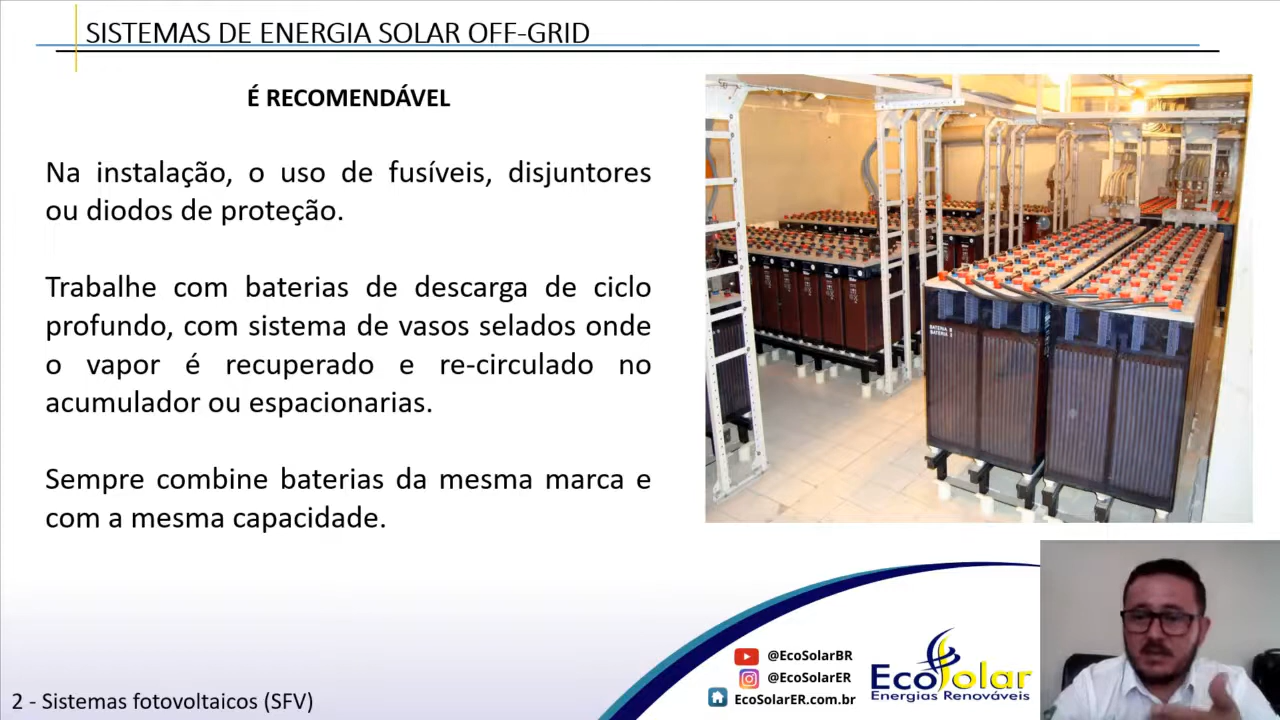 SISTEMAS DE ENERGIA SOLAR OFF-GRID
É RECOMENDÁVEL
Na instalação, o uso de fusíveis, disjuntores
ou diodos de proteção.
Trabalhe com baterias de descarga de ciclo
profundo, com sistema de vasos selados onde
o vapor é recuperado e re-circulado no
acumulador ou espacionarias.
Sempre combine baterias da mesma marca e
com a mesma capacidade.
@EcoSolarBR
@EcoSolarER
EcoSolarER.com.br
EcoSolar
Energias Renováveis
2 - Sistemas fotovoltaicos (SFV)